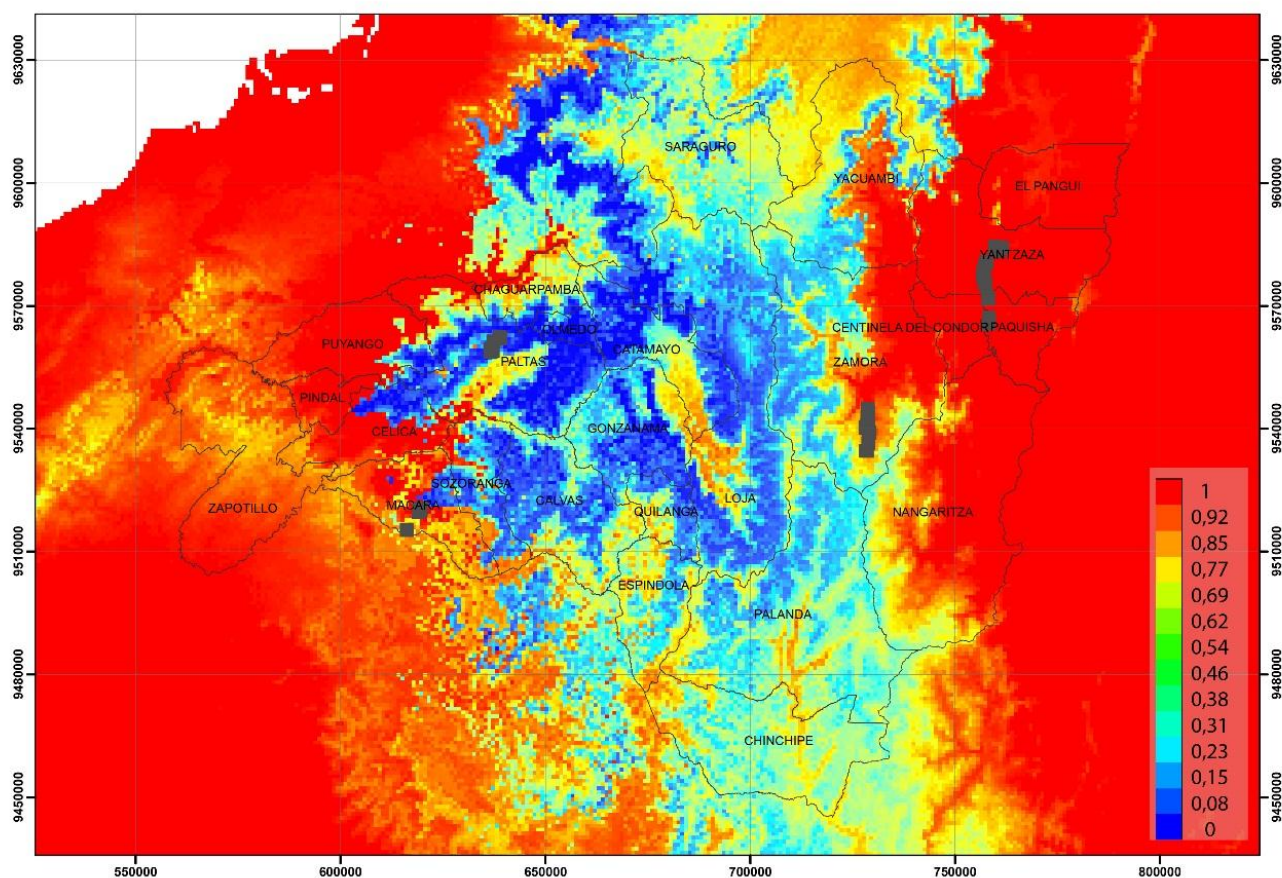 9630000
9630000
SARAGURO
YACUAMBI
9600000
EL PANGUI
9600000
YANTZAZA
CHAGUARPAMBA
9570000
9570000
OLMEDO
CENTINELA DEL CONDOR
PAQUISHA
PUYANGO
CATAMAYO
PALTAS
ZAMORA
PINDAL
9540000
CELICA
GONZANAMA
9540000
SOZORANGA
CALVAS
LOJA
MACARA
ZAPOTILLO
QUILANGA
NANGARITZA
9510000
9510000
ESPINDOLA
PALANDA
9480000
9480000
CHINCHIPE
9450000
9450000
1
0,92
0,85
0,77
0,69
0,62
0,54
0,46
0,38
0,31
0,23
0,15
0,08
0
550000 600000 650000 700000 750000 800000